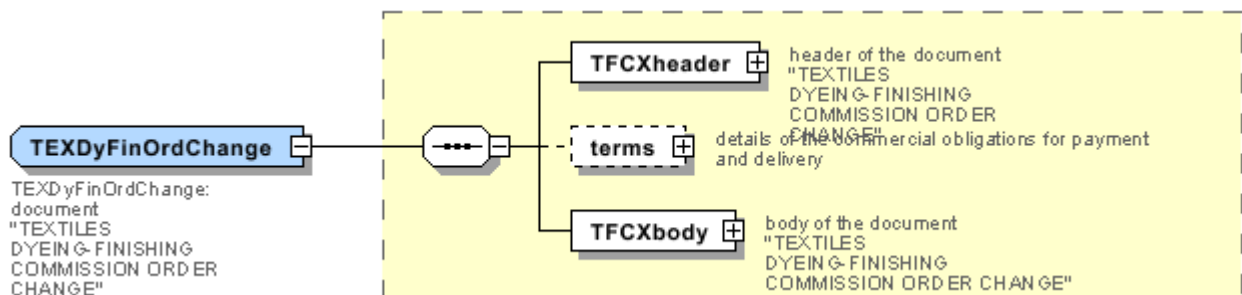 TFCXheader
header of the document
"TEXTILES
DYEING-FINISHING
COMMISSION ORDER
CHANGE"
TEXDyFinOrdChange
terms
details of the commercial obligations for payment
and delivery
TEXDyFinOrdChange:
document
"TEXTILES
DYEING-FINISHING
COMMISSION ORDER
CHANGE"
TFCXbody
body of the document
"TEXTILES
DYEING-FINISHING
COMMISSION ORDER CHANGE"